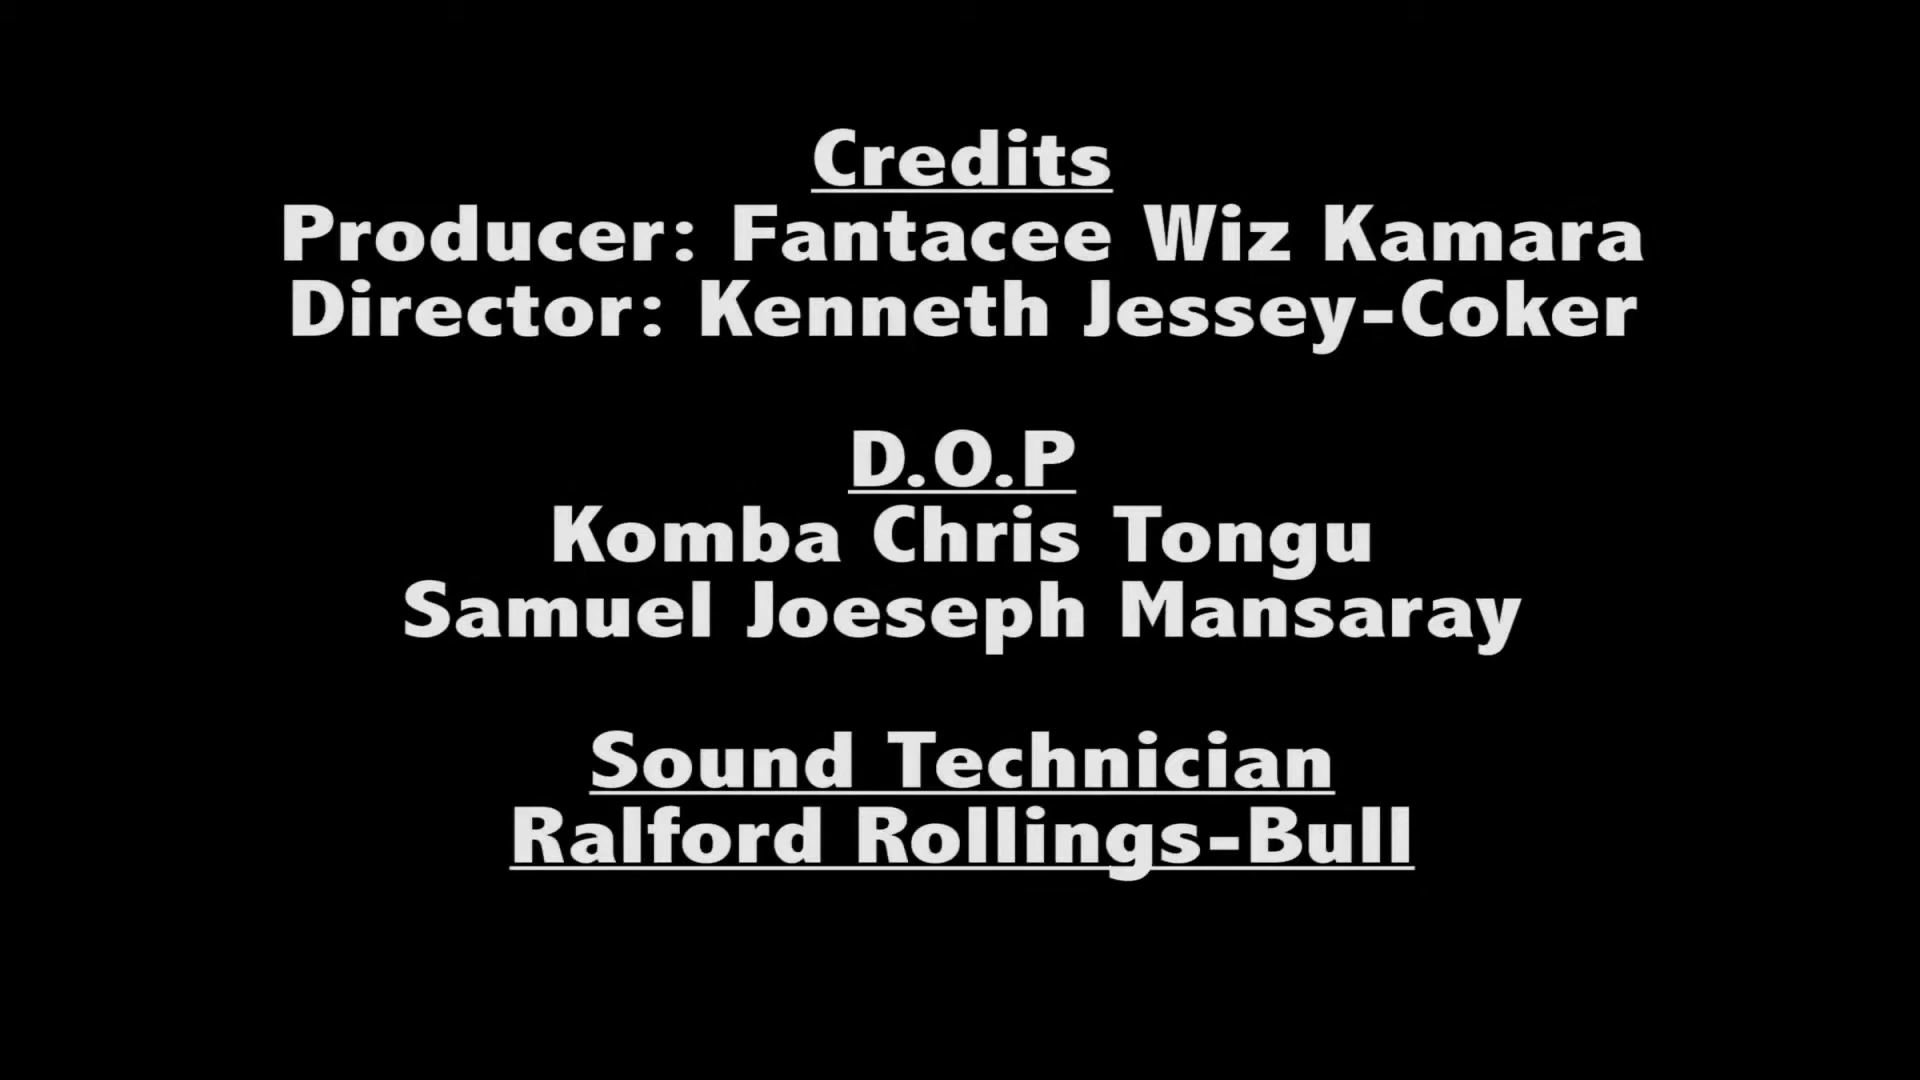 Credits
Producer: Fantacee Wiz Kamara
Director: Kenneth Jessey-Coker
D.O.P
Komba Chris Tongu
Samuel Joeseph Mansaray
Sound Technician
Ralford Rollings-Bull